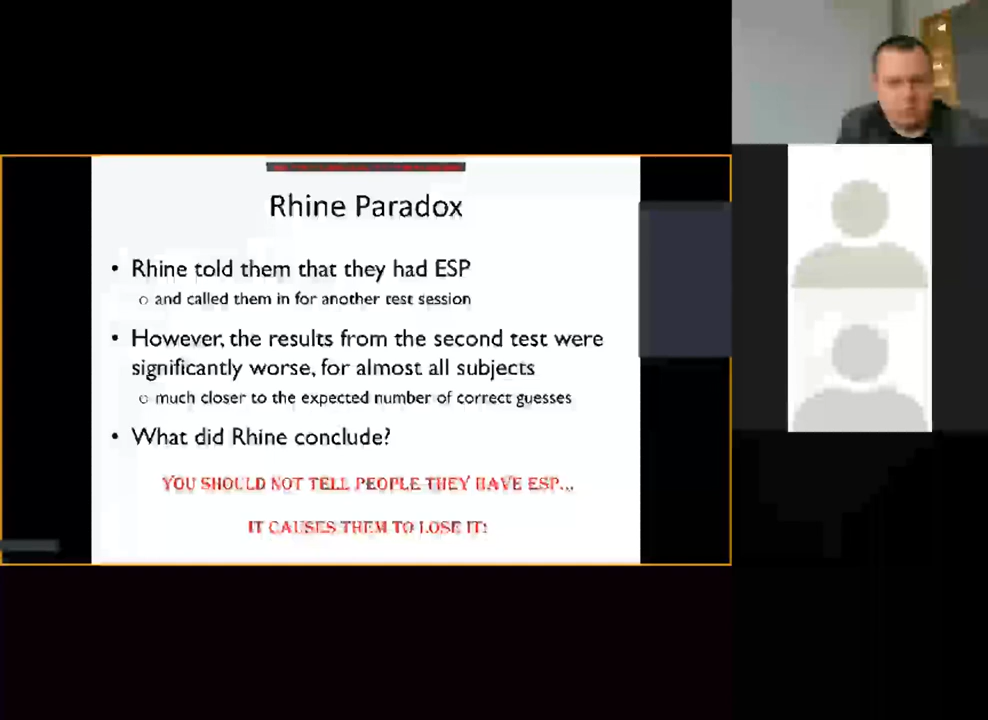 Rhine Paradox
• Rhine told them that they had ESP
○ and called them in for another test session
• However, the results from the second test were
significantly worse, for almost all subjects
○ much closer to the expected number of correct guesses
• What did Rhine conclude?
YOU SHOULD NOT TELL PEOPLE THEY HAVE ESP...
IT CAUSES THEM TO LOSE IT!